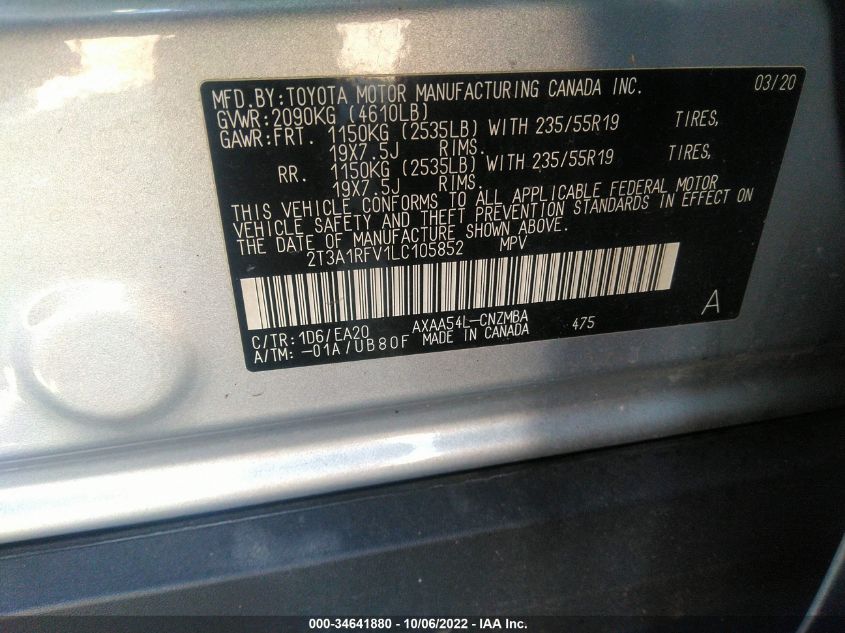 MFD.BY:TOYOTA MOTOR MANUFACTURING CANADA INC. 03/20
GVWR:2090KG (4610LB)
GAWR:FRT. 1150KG (2535LB) WITH 235/55R19 TIRES,
19X7.5J RIMS.
RR. 1150KG (2535LB) WITH 235/55R19 TIRES,
19X7.5J RIMS.
THIS VEHICLE CONFORMS TO ALL APPLICABLE FEDERAL MOTOR
VEHICLE SAFETY AND THEFT PREVENTION STANDARDS IN EFFECT ON
THE DATE OF MANUFACTURE SHOWN ABOVE.
2T3A1RFV1LC105852 MPV
C/TR:1D6/EA20 AXAA54L-CNZMBA 475 A
A/TM:-01A/UB80F MADE IN CANADA
000-34641880 - 10/06/2022 - IAA Inc.